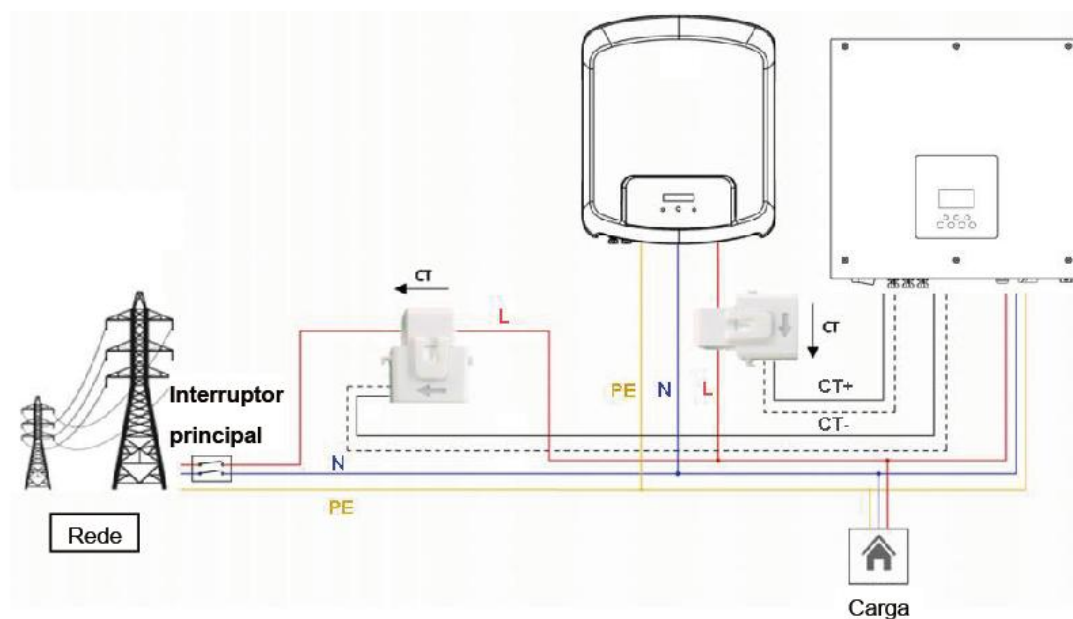 CT
L
CT
PE
N
L
CT+
CT-
Interruptor
principal
N
PE
Rede
Carga